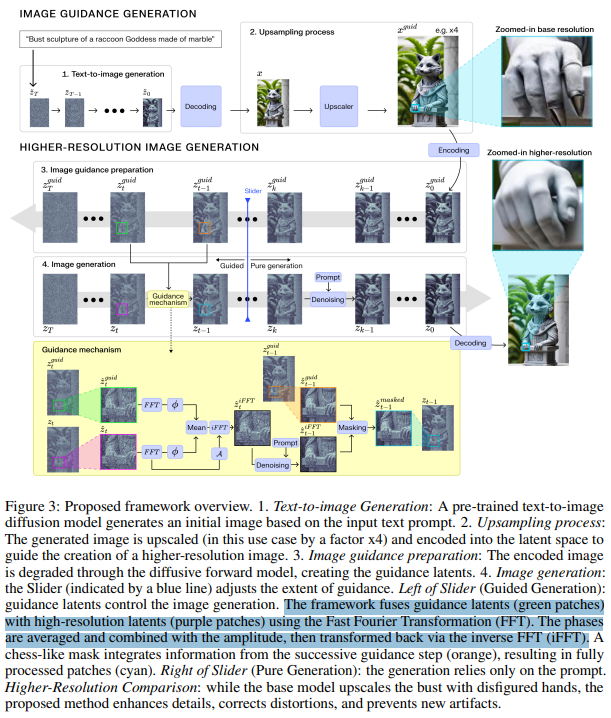 IMAGE GUIDANCE GENERATION
"Bust sculpture of a raccoon Goddess made of marble"
1. Text-to-image generation
z_T z_{T-1} z_0
Decoding
2. Upsampling process
x
Upscaler
x^{guid} e.g. x4
Zoomed-in base resolution
HIGHER-RESOLUTION IMAGE GENERATION
Encoding
Zoomed-in higher-resolution
3. Image guidance preparation
z_T^{guid} z_t^{guid} z_{t-1}^{guid} Slider z_k^{guid} z_{k-1}^{guid} z_0^{guid}
4. Image generation
Guided Pure generation
Guidance mechanism
Prompt
Denoising
z_T z_t z_{t-1} z_k z_{k-1} z_0
Decoding
Guidance mechanism
z_t^{guid} ẑ_t^{guid} FFT ϕ
z_t ẑ_t FFT ϕ
Mean iFFT
A
ẑ_t^{iFFT}
Prompt
Denoising
z_{t-1}^{guid} ẑ_{t-1}^{guid}
ẑ_{t-1}^{iFFT}
Masking
ẑ_{t-1}^{masked} z_{t-1}
Figure 3: Proposed framework overview. 1. Text-to-image Generation: A pre-trained text-to-image
diffusion model generates an initial image based on the input text prompt. 2. Upsampling process:
The generated image is upscaled (in this use case by a factor x4) and encoded into the latent space to
guide the creation of a higher-resolution image. 3. Image guidance preparation: The encoded image
is degraded through the diffusive forward model, creating the guidance latents. 4. Image generation:
the Slider (indicated by a blue line) adjusts the extent of guidance. Left of Slider (Guided Generation):
guidance latents control the image generation. The framework fuses guidance latents (green patches)
with high-resolution latents (purple patches) using the Fast Fourier Transformation (FFT). The phases
are averaged and combined with the amplitude, then transformed back via the inverse FFT (iFFT). A
chess-like mask integrates information from the successive guidance step (orange), resulting in fully
processed patches (cyan). Right of Slider (Pure Generation): the generation relies only on the prompt.
Higher-Resolution Comparison: while the base model upscales the bust with disfigured hands, the
proposed method enhances details, corrects distortions, and prevents new artifacts.